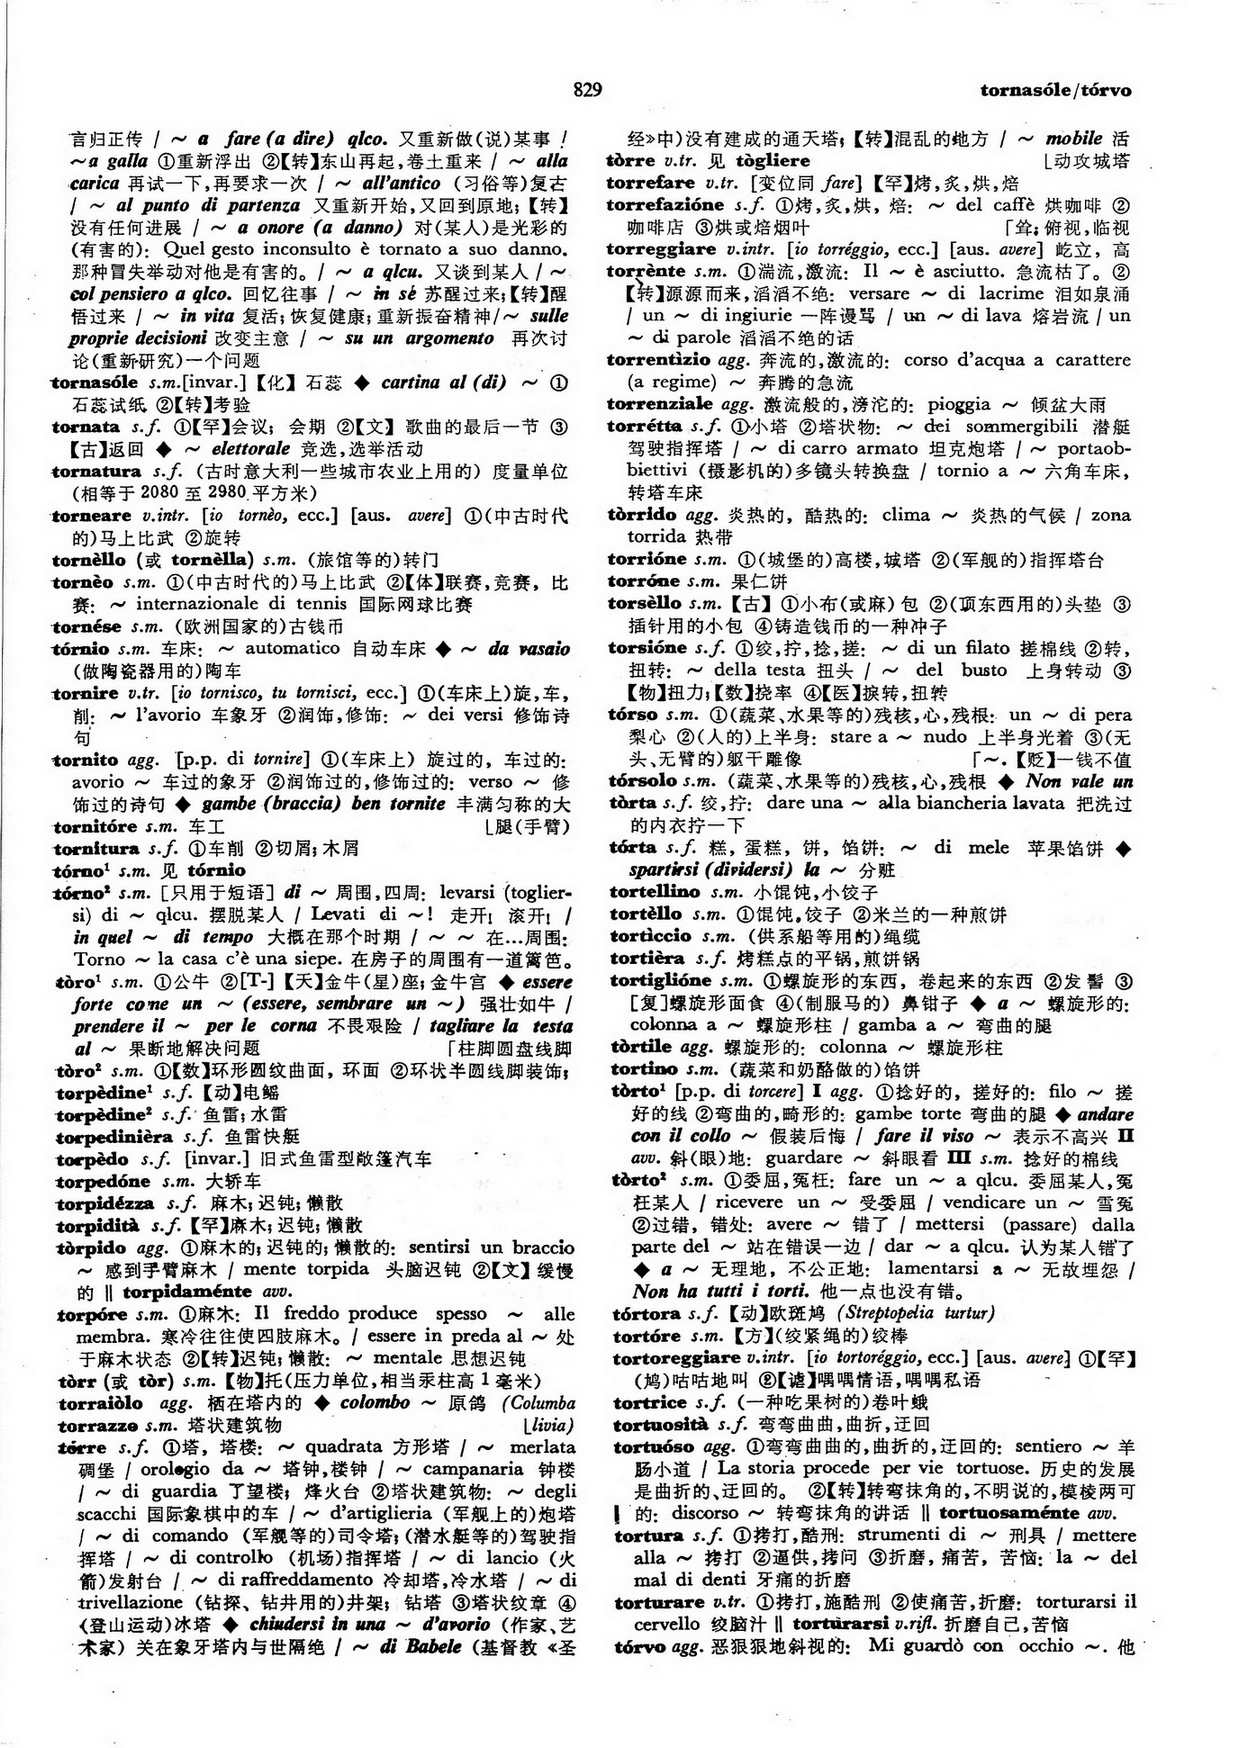 829
tornasóle/tórvo
言归正传 / ～ a fare (a dire) qlco. 又重新做(说)某事 /
～a galla ①重新浮出 ②【转】东山再起,卷土重来 / ～ alla
carica 再试一下,再要求一次 / ～ all'antico (习俗等)复古
/ ～ al punto di partenza 又重新开始,又回到原地;【转】
没有任何进展 / ～ a onore (a danno) 对(某人)是光彩的
(有害的): Quel gesto inconsulto è tornato a suo danno.
那种冒失举动对他是有害的。/ ～ a qlcu. 又谈到某人 / ～
col pensiero a qlco. 回忆往事 / ～ in sé 苏醒过来;【转】醒
悟过来 / ～ in vita 复活; 恢复健康; 重新振奋精神/～ sulle
proprie decisioni 改变主意 / ～ su un argomento 再次讨
论(重新研究)一个问题
tornasóle s.m.[invar.]【化】石蕊 ◆ cartina al (di) ～ ①
石蕊试纸 ②【转】考验
tornata s.f. ①【罕】会议; 会期 ②【文】歌曲的最后一节 ③
【古】返回 ◆ ～ elettorale 竞选,选举活动
tornatura s.f. (古时意大利一些城市农业上用的) 度量单位
(相等于 2080 至 2980 平方米)
torneare v.intr. [io tornèo, ecc.] [aus. avere] ①(中古时代
的)马上比武 ②旋转
tornèllo (或 tornèlla) s.m. (旅馆等的)转门
tornèo s.m. ①(中古时代的)马上比武 ②【体】联赛,竞赛, 比
赛: ～ internazionale di tennis 国际网球比赛
tornése s.m. (欧洲国家的)古钱币
tórnio s.m. 车床: ～ automatico 自动车床 ◆ ～ da vasaio
(做陶瓷器用的)陶车
tornire v.tr. [io tornisco, tu tornisci, ecc.] ①(车床上)旋,车,
削: ～ l'avorio 车象牙 ②润饰,修饰: ～ dei versi 修饰诗
句
tornito agg. [p.p. di tornire] ①(车床上) 旋过的, 车过的:
avorio ～ 车过的象牙 ②润饰过的,修饰过的: verso ～ 修
饰过的诗句 ◆ gambe (braccia) ben tornite 丰满匀称的大
tornitóre s.m. 车工 ⌊腿(手臂)
tornitura s.f. ①车削 ②切屑; 木屑
tórno¹ s.m. 见 tórnio
tórno² s.m. [只用于短语] di ～ 周围,四周: levarsi (toglier-
si) di ～ qlcu. 摆脱某人 / Levati di ～! 走开! 滚开! /
in quel ～ di tempo 大概在那个时期 / ～ ～ 在...周围:
Torno ～ la casa c'è una siepe. 在房子的周围有一道篱笆。
tòro¹ s.m. ①公牛 ②[T-]【天】金牛(星)座; 金牛宫 ◆ essere
forte come un ～ (essere, sembrare un ～) 强壮如牛 /
prendere il ～ per le corna 不畏艰险 / tagliare la testa
al ～ 果断地解决问题 「柱脚圆盘线脚
tòro² s.m. ①【数】环形圆纹曲面, 环面 ②环状半圆线脚装饰;
torpèdine¹ s.f.【动】电鳐
torpèdine² s.f. 鱼雷; 水雷
torpedinièra s.f. 鱼雷快艇
torpèdo s.f. [invar.] 旧式鱼雷型敞篷汽车
torpedóne s.m. 大轿车
torpidézza s.f. 麻木; 迟钝; 懒散
torpidità s.f.【罕】麻木; 迟钝; 懒散
tòrpido agg. ①麻木的; 迟钝的; 懒散的: sentirsi un braccio
～ 感到手臂麻木 / mente torpida 头脑迟钝 ②【文】缓慢
的 ‖ torpidaménte avv.
torpóre s.m. ①麻木: Il freddo produce spesso ～ alle
membra. 寒冷往往使四肢麻木。/ essere in preda al ～ 处
于麻木状态 ②【转】迟钝; 懒散: ～ mentale 思想迟钝
tòrr (或 tòr) s.m.【物】托(压力单位,相当汞柱高 1 毫米)
torraiòlo agg. 栖在塔内的 ◆ colombo ～ 原鸽 (Columba
torrazzo s.m. 塔状建筑物 ⌊livia)
tórre s.f. ①塔, 塔楼: ～ quadrata 方形塔 / ～ merlata
碉堡 / orologio da ～ 塔钟,楼钟 / ～ campanaria 钟楼
/ ～ di guardia 了望楼; 烽火台 ②塔状建筑物: ～ degli
scacchi 国际象棋中的车 / ～ d'artiglieria (军舰上的)炮塔
/ ～ di comando (军舰等的)司令塔; (潜水艇等的)驾驶指
挥塔 / ～ di controllo (机场)指挥塔 / ～ di lancio (火
箭)发射台 / ～ di raffreddamento 冷却塔,冷水塔 / ～ di
trivellazione (钻探、钻井用的)井架; 钻塔 ③塔状纹章 ④
(登山运动)冰塔 ◆ chiudersi in una ～ d'avorio (作家、艺
术家) 关在象牙塔内与世隔绝 / ～ di Babele (基督教《圣
经》中)没有建成的通天塔;【转】混乱的地方 / ～ mobile 活
tòrre v.tr. 见 tògliere ⌊动攻城塔
torrefare v.tr. [变位同 fare]【罕】烤,炙,烘,焙
torrefazióne s.f. ①烤,炙,烘, 焙: ～ del caffè 烘咖啡 ②
咖啡店 ③烘或焙烟叶 「耸; 俯视,临视
torreggiare v.intr. [io torréggio, ecc.] [aus. avere] 屹立, 高
torrènte s.m. ①湍流,激流: Il ～ è asciutto. 急流枯了。②
【转】源源而来,滔滔不绝: versare ～ di lacrime 泪如泉涌
/ un ～ di ingiurie 一阵谩骂 / un ～ di lava 熔岩流 / un
～ di parole 滔滔不绝的话
torrentìzio agg. 奔流的,激流的: corso d'acqua a carattere
(a regime) ～ 奔腾的急流
torrenziale agg. 激流般的,滂沱的: pioggia ～ 倾盆大雨
torrétta s.f. ①小塔 ②塔状物: ～ dei sommergibili 潜艇
驾驶指挥塔 / ～ di carro armato 坦克炮塔 / ～ portaob-
biettivi (摄影机的)多镜头转换盘 / tornio a ～ 六角车床,
转塔车床
tòrrido agg. 炎热的, 酷热的: clima ～ 炎热的气候 / zona
torrida 热带
torrióne s.m. ①(城堡的)高楼,城塔 ②(军舰的)指挥塔台
torróne s.m. 果仁饼
torsèllo s.m.【古】①小布(或麻) 包 ②(顶东西用的)头垫 ③
插针用的小包 ④铸造钱币的一种冲子
torsióne s.f. ①绞,拧,捻,搓: ～ di un filato 搓棉线 ②转,
扭转: ～ della testa 扭头 / ～ del busto 上身转动 ③
【物】扭力;【数】挠率 ④【医】捩转,扭转
tórso s.m. ①(蔬菜、水果等的)残核,心,残根: un ～ di pera
梨心 ②(人的)上半身: stare a ～ nudo 上半身光着 ③(无
头、无臂的)躯干雕像 「～.【贬】一钱不值
tórsolo s.m. (蔬菜、水果等的)残核,心,残根 ◆ Non vale un
tòrta s.f. 绞,拧: dare una ～ alla biancheria lavata 把洗过
的内衣拧一下
tórta s.f. 糕, 蛋糕, 饼, 馅饼: ～ di mele 苹果馅饼 ◆
spartirsi (dividersi) la ～ 分赃
tortellino s.m. 小馄饨,小饺子
tortèllo s.m. ①馄饨,饺子 ②米兰的一种煎饼
tortìccio s.m. (供系船等用的)绳缆
tortièra s.f. 烤糕点的平锅,煎饼锅
tortiglióne s.m. ①螺旋形的东西, 卷起来的东西 ②发髻 ③
[复]螺旋形面食 ④(制服马的) 鼻钳子 ◆ a ～ 螺旋形的:
colonna a ～ 螺旋形柱 / gamba a ～ 弯曲的腿
tòrtile agg. 螺旋形的: colonna ～ 螺旋形柱
tortino s.m. (蔬菜和奶酪做的)馅饼
tòrto¹ [p.p. di torcere] I agg. ①捻好的, 搓好的: filo ～ 搓
好的线 ②弯曲的,畸形的: gambe torte 弯曲的腿 ◆ andare
con il collo ～ 假装后悔 / fare il viso ～ 表示不高兴 II
avv. 斜(眼)地: guardare ～ 斜眼看 III s.m. 捻好的棉线
tòrto² s.m. ①委屈,冤枉: fare un ～ a qlcu. 委屈某人,冤
枉某人 / ricevere un ～ 受委屈 / vendicare un ～ 雪冤
②过错, 错处: avere ～ 错了 / mettersi (passare) dalla
parte del ～ 站在错误一边 / dar ～ a qlcu. 认为某人错了
◆ a ～ 无理地, 不公正地: lamentarsi a ～ 无故埋怨 /
Non ha tutti i torti. 他一点也没有错。
tórtora s.f.【动】欧斑鸠 (Streptopelia turtur)
tortóre s.m.【方】(绞紧绳的)绞棒
tortoreggiare v.intr. [io tortoréggio, ecc.] [aus. avere] ①【罕】
(鸠)咕咕地叫 ②【谑】喁喁情语,喁喁私语
tortrice s.f. (一种吃果树的)卷叶蛾
tortuosità s.f. 弯弯曲曲,曲折,迂回
tortuóso agg. ①弯弯曲曲的,曲折的,迂回的: sentiero ～ 羊
肠小道 / La storia procede per vie tortuose. 历史的发展
是曲折的、迂回的。 ②【转】转弯抹角的,不明说的,模棱两可
的: discorso ～ 转弯抹角的讲话 ‖ tortuosaménte avv.
tortura s.f. ①拷打,酷刑: strumenti di ～ 刑具 / mettere
alla ～ 拷打 ②逼供,拷问 ③折磨, 痛苦, 苦恼: la ～ del
mal di denti 牙痛的折磨
torturare v.tr. ①拷打,施酷刑 ②使痛苦,折磨: torturarsi il
cervello 绞脑汁 ‖ torturarsi v.rifl. 折磨自己,苦恼
tórvo agg. 恶狠狠地斜视的: Mi guardò con occhio ～. 他